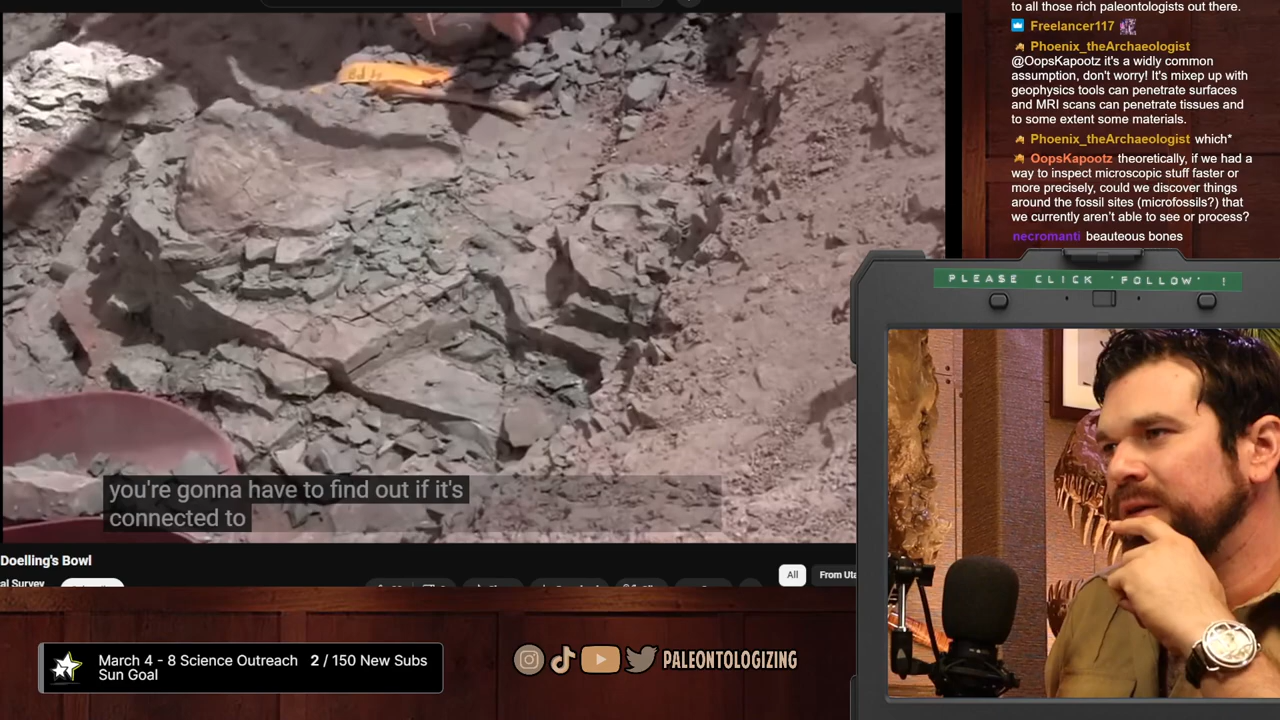 to all those rich paleontologists out there.
Freelancer117
Phoenix_theArchaeologist
@OopsKapootz it's a widly common
assumption, don't worry! It's mixep up with
geophysics tools can penetrate surfaces
and MRI scans can penetrate tissues and
to some extent some materials.
Phoenix_theArchaeologist which*
OopsKapootz theoretically, if we had a
way to inspect microscopic stuff faster or
more precisely, could we discover things
around the fossil sites (microfossils?) that
we currently aren't able to see or process?
necromanti beauteous bones
PLEASE CLICK "FOLLOW" !
you're gonna have to find out if it's
connected to
Doelling's Bowl
al Survey
All
From Uta
March 4 - 8 Science Outreach 2 / 150 New Subs
Sun Goal
PALEONTOLOGIZING